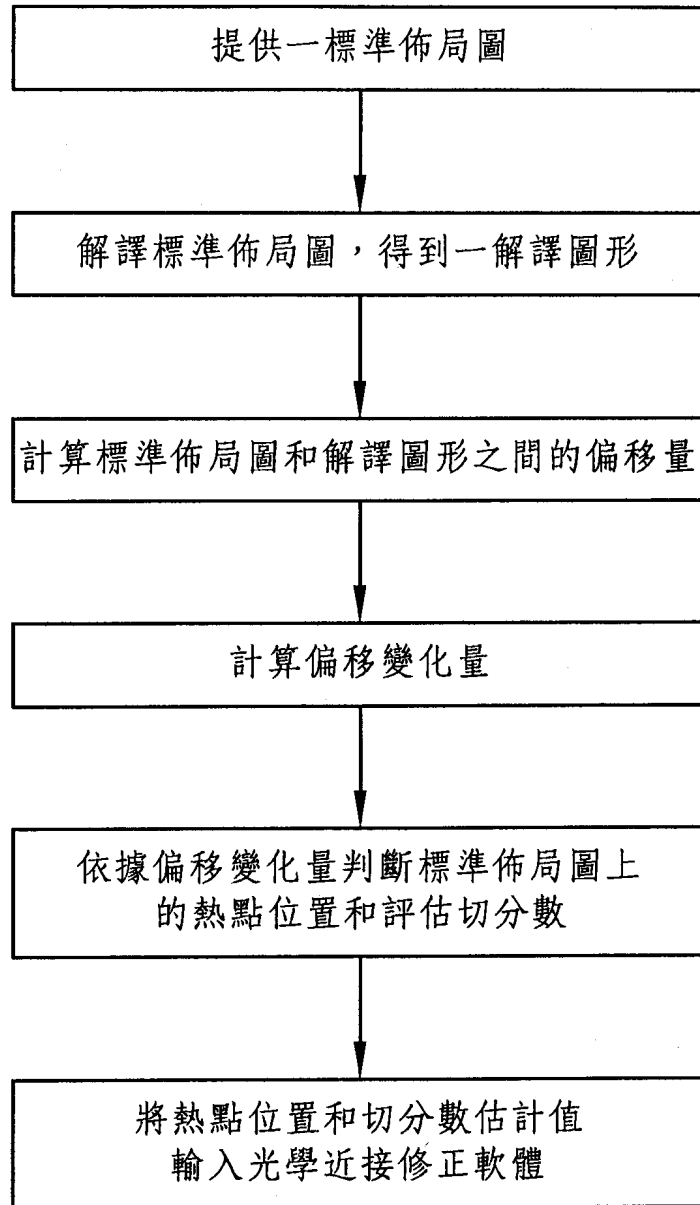 提供一標準佈局圖
解譯標準佈局圖，得到一解譯圖形
計算標準佈局圖和解譯圖形之間的偏移量
計算偏移變化量
依據偏移變化量判斷標準佈局圖上
的熱點位置和評估切分數
將熱點位置和切分數估計值
輸入光學近接修正軟體